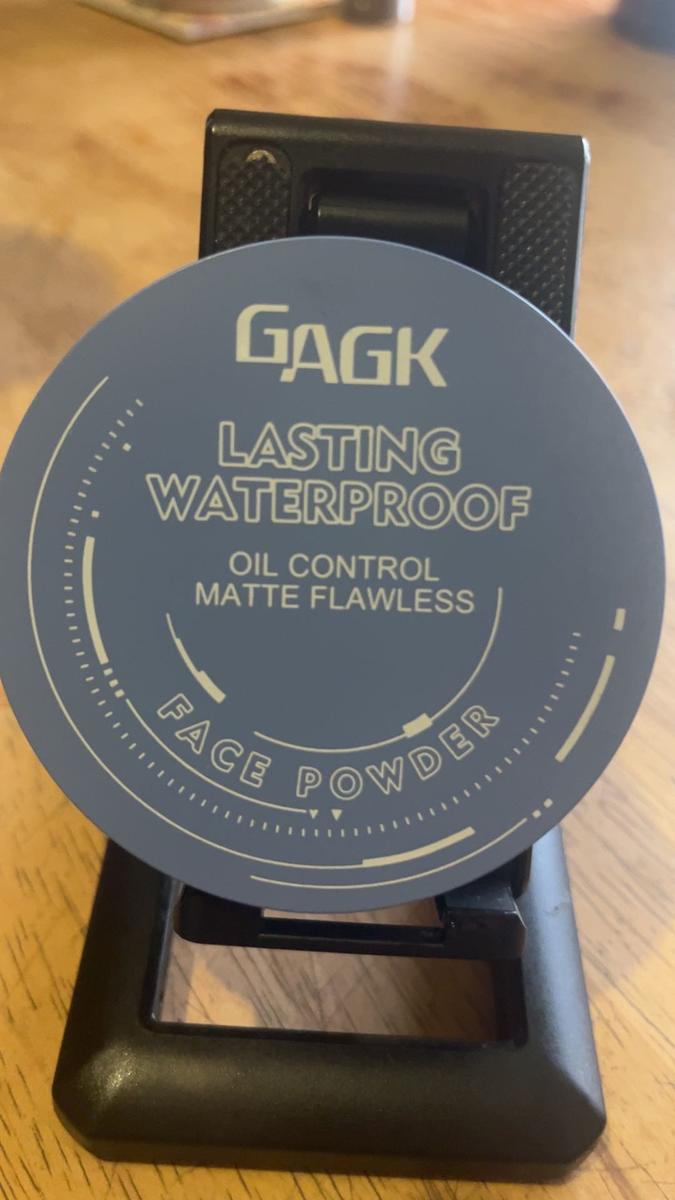 GAGK
LASTING
WATERPROOF
OIL CONTROL
MATTE FLAWLESS
FACE POWDER